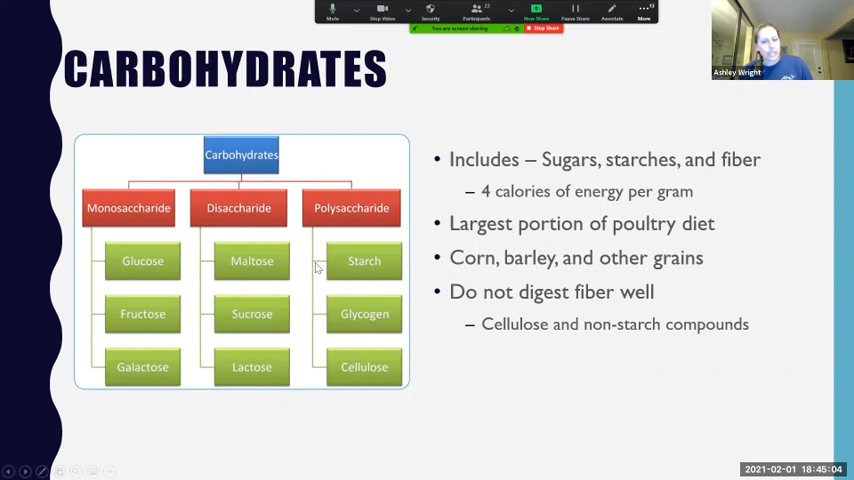 Mute
Stop Video
Security
Participants
23
New Share
Pause Share
Annotate
More
You are screen sharing
Stop Share
Ashley Wright
CARBOHYDRATES
Carbohydrates
Monosaccharide
Disaccharide
Polysaccharide
Glucose
Maltose
Starch
Fructose
Sucrose
Glycogen
Galactose
Lactose
Cellulose
• Includes – Sugars, starches, and fiber
– 4 calories of energy per gram
• Largest portion of poultry diet
• Corn, barley, and other grains
• Do not digest fiber well
– Cellulose and non-starch compounds
2021-02-01 18:45:04